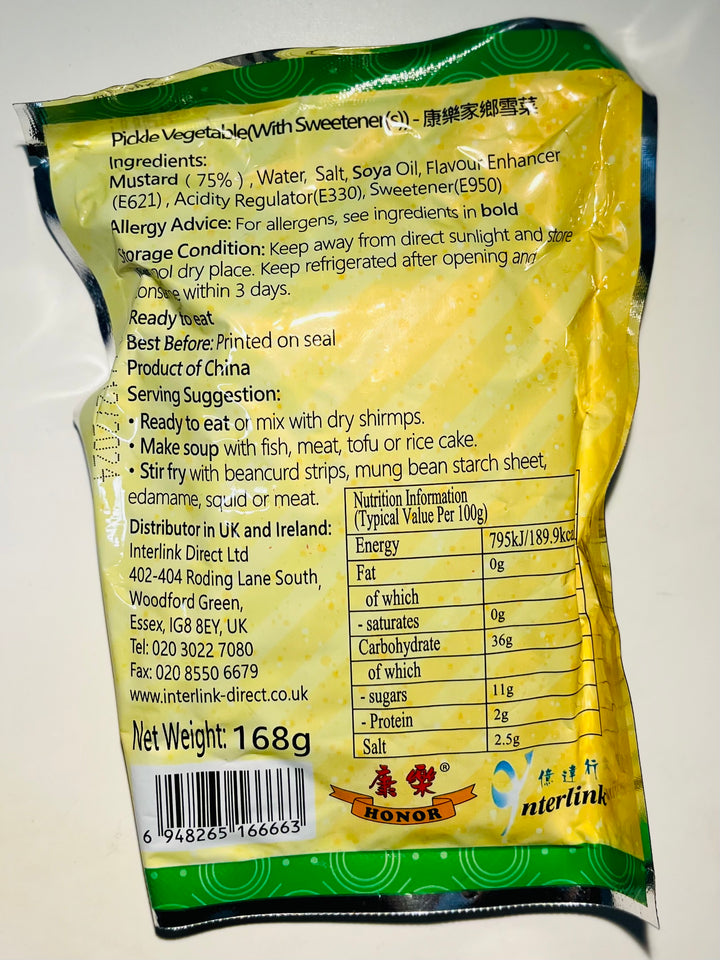 Pickle Vegetable(With Sweetener(s)) - 康樂家鄉雪菜
Ingredients:
Mustard ( 75% ) , Water, Salt, Soya Oil, Flavour Enhancer
(E621) , Acidity Regulator(E330), Sweetener(E950)
Allergy Advice: For allergens, see ingredients in bold
Storage Condition: Keep away from direct sunlight and store
dry place. Keep refrigerated after opening and
within 3 days.
Ready to eat
Best Before: Printed on seal
Product of China
Serving Suggestion:
• Ready to eat or mix with dry shirmps.
• Make soup with fish, meat, tofu or rice cake.
• Stir fry with beancurd strips, mung bean starch sheet,
edamame, squid or meat.
Distributor in UK and Ireland:
Interlink Direct Ltd
402-404 Roding Lane South,
Woodford Green,
Essex, IG8 8EY, UK
Tel: 020 3022 7080
Fax: 020 8550 6679
www.interlink-direct.co.uk
Net Weight: 168g
Nutrition Information
(Typical Value Per 100g)
Energy 795kJ/189.9kca
Fat 0g
of which
- saturates 0g
Carbohydrate 36g
of which
- sugars 11g
- Protein 2g
Salt 2.5g
6 948265 166663
康樂®
HONOR
億達行
Interlink